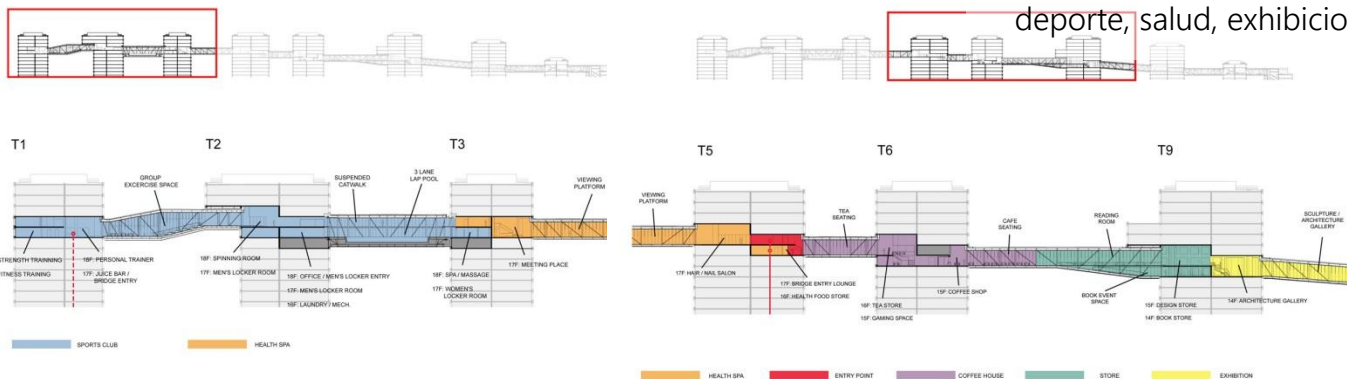 deporte, salud, exhibicio
T1
T2
T3
GROUP
EXCERCISE SPACE
SUSPENDED
CATWALK
3 LANE
LAP POOL
VIEWING
PLATFORM
STRENGTH TRANNING
FITNESS TRAINING
18F: PERSONAL TRAINER
17F: JUICE BAR /
BRIDGE ENTRY
18F: SPINNING ROOM
17F: MEN'S LOCKER ROOM
18F: OFFICE / MEN'S LOCKER ENTRY
17F: MEN'S LOCKER ROOM
16F: LAUNDRY / MECH.
18F: SPA / MASSAGE
17F: WOMEN'S
LOCKER ROOM
17F: MEETING PLACE
SPORTS CLUB
HEALTH SPA
T5
T6
T9
VIEWING
PLATFORM
TEA
SEATING
CAFE
SEATING
READING
ROOM
SCULPTURE /
ARCHITECTURE
GALLERY
17F: HAIR / NAIL SALON
17F: BRIDGE ENTRY LOUNGE
16F: HEALTH FOOD STORE
16F: TEA STORE
15F: GAMING SPACE
15F: COFFEE SHOP
BOOK EVENT
SPACE
15F: DESIGN STORE
14F: BOOK STORE
14F: ARCHITECTURE GALLERY
HEALTH SPA
ENTRY POINT
COFFEE HOUSE
STORE
EXHIBITION